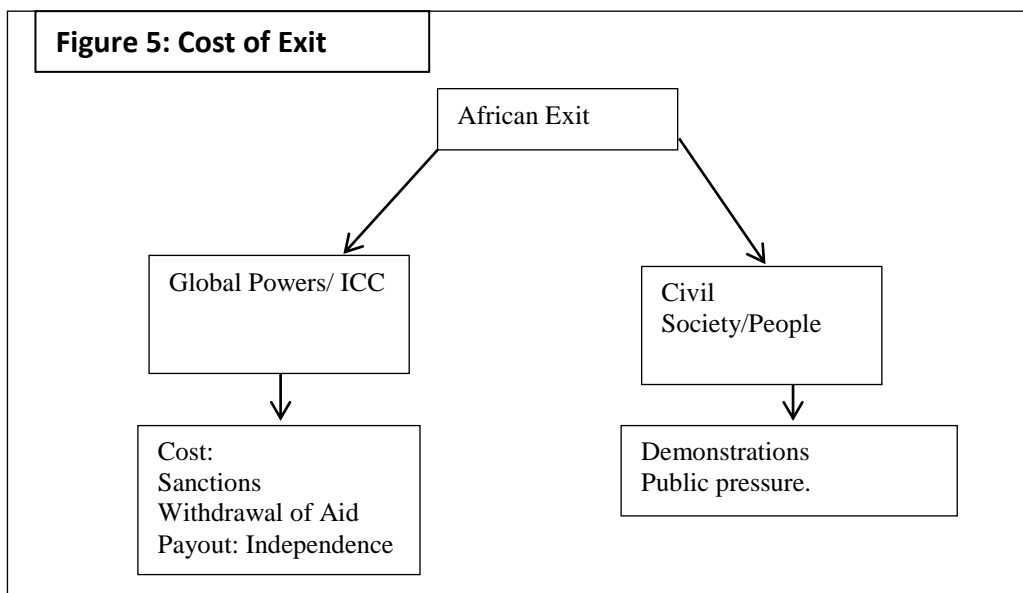 Figure 5: Cost of Exit
African Exit
Global Powers/ ICC
Civil
Society/People
Cost:
Sanctions
Withdrawal of Aid
Payout: Independence
Demonstrations
Public pressure.